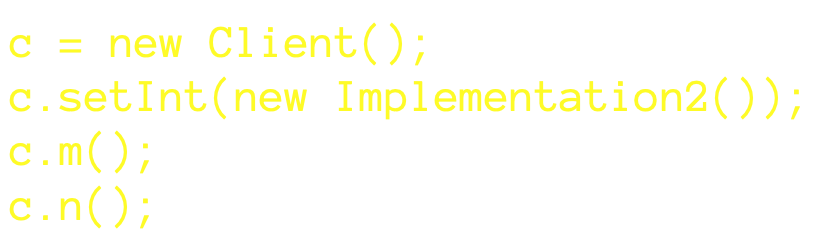 c = new Client();
c.setInt(new Implementation2());
c.m();
c.n();